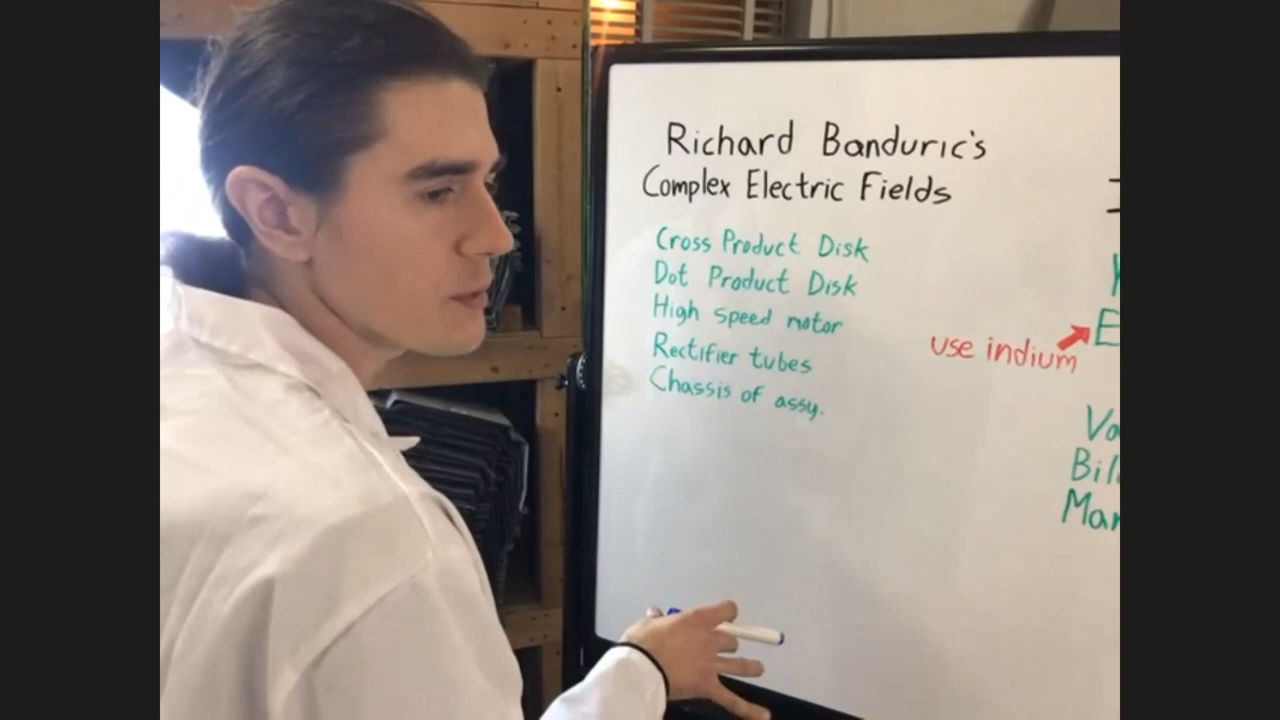 Richard Banduric's
Complex Electric Fields
Cross Product Disk
Dot Product Disk
High speed motor
Rectifier tubes
Chassis of assy.
use indium